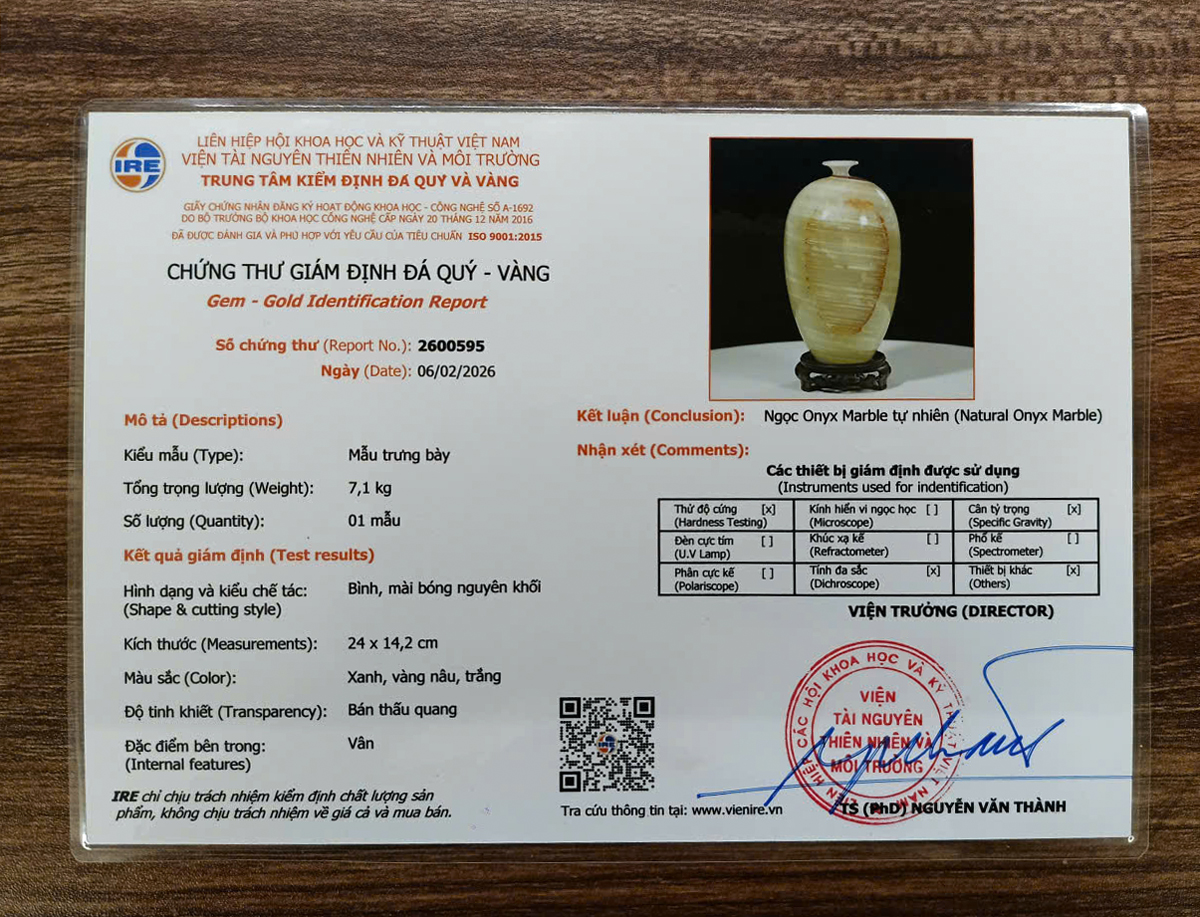 IRE
LIÊN HIỆP HỘI KHOA HỌC VÀ KỸ THUẬT VIỆT NAM
VIỆN TÀI NGUYÊN THIÊN NHIÊN VÀ MÔI TRƯỜNG
TRUNG TÂM KIỂM ĐỊNH ĐÁ QUÝ VÀ VÀNG
GIẤY CHỨNG NHẬN ĐĂNG KÝ HOẠT ĐỘNG KHOA HỌC - CÔNG NGHỆ SỐ A-1692
DO BỘ TRƯỞNG BỘ KHOA HỌC CÔNG NGHỆ CẤP NGÀY 20 THÁNG 12 NĂM 2016
ĐÃ ĐƯỢC ĐÁNH GIÁ VÀ PHÙ HỢP VỚI YÊU CẦU CỦA TIÊU CHUẨN ISO 9001:2015
CHỨNG THƯ GIÁM ĐỊNH ĐÁ QUÝ - VÀNG
Gem - Gold Identification Report
Số chứng thư (Report No.): 2600595
Ngày (Date): 06/02/2026
Mô tả (Descriptions)
Kiểu mẫu (Type): Mẫu trưng bày
Tổng trọng lượng (Weight): 7,1 kg
Số lượng (Quantity): 01 mẫu
Kết quả giám định (Test results)
Hình dạng và kiểu chế tác: Bình, mài bóng nguyên khối
(Shape & cutting style)
Kích thước (Measurements): 24 x 14,2 cm
Màu sắc (Color): Xanh, vàng nâu, trắng
Độ tinh khiết (Transparency): Bán thấu quang
Đặc điểm bên trong: Vân
(Internal features)
IRE chỉ chịu trách nhiệm kiểm định chất lượng sản
phẩm, không chịu trách nhiệm về giá cả và mua bán.
Kết luận (Conclusion): Ngọc Onyx Marble tự nhiên (Natural Onyx Marble)
Nhận xét (Comments):
Các thiết bị giám định được sử dụng
(Instruments used for indentification)
Thử độ cứng [x] Kính hiển vi ngọc học [ ] Cân tỷ trọng [x]
(Hardness Testing) (Microscope) (Specific Gravity)
Đèn cực tím [ ] Khúc xạ kế [ ] Phổ kế [ ]
(U.V Lamp) (Refractometer) (Spectrometer)
Phân cực kế [ ] Tính đa sắc [x] Thiết bị khác [x]
(Polariscope) (Dichroscope) (Others)
VIỆN TRƯỞNG (DIRECTOR)
LIÊN HIỆP CÁC HỘI KHOA HỌC VÀ KỸ THUẬT VIỆT NAM
VIỆN
TÀI NGUYÊN
THIÊN NHIÊN VÀ
MÔI TRƯỜNG
Tra cứu thông tin tại: www.vienire.vn
TS (PhD) NGUYỄN VĂN THÀNH